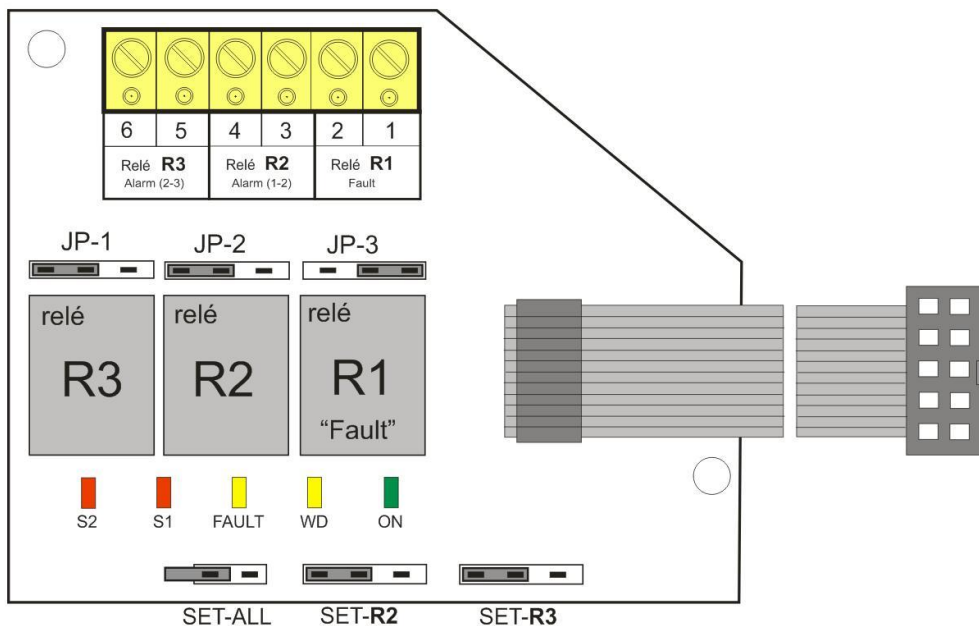 6 5 4 3 2 1
Relé R3 Relé R2 Relé R1
Alarm (2-3) Alarm (1-2) Fault
JP-1 JP-2 JP-3
relé relé relé
R3 R2 R1
“Fault”
S2 S1 FAULT WD ON
SET-ALL SET-R2 SET-R3